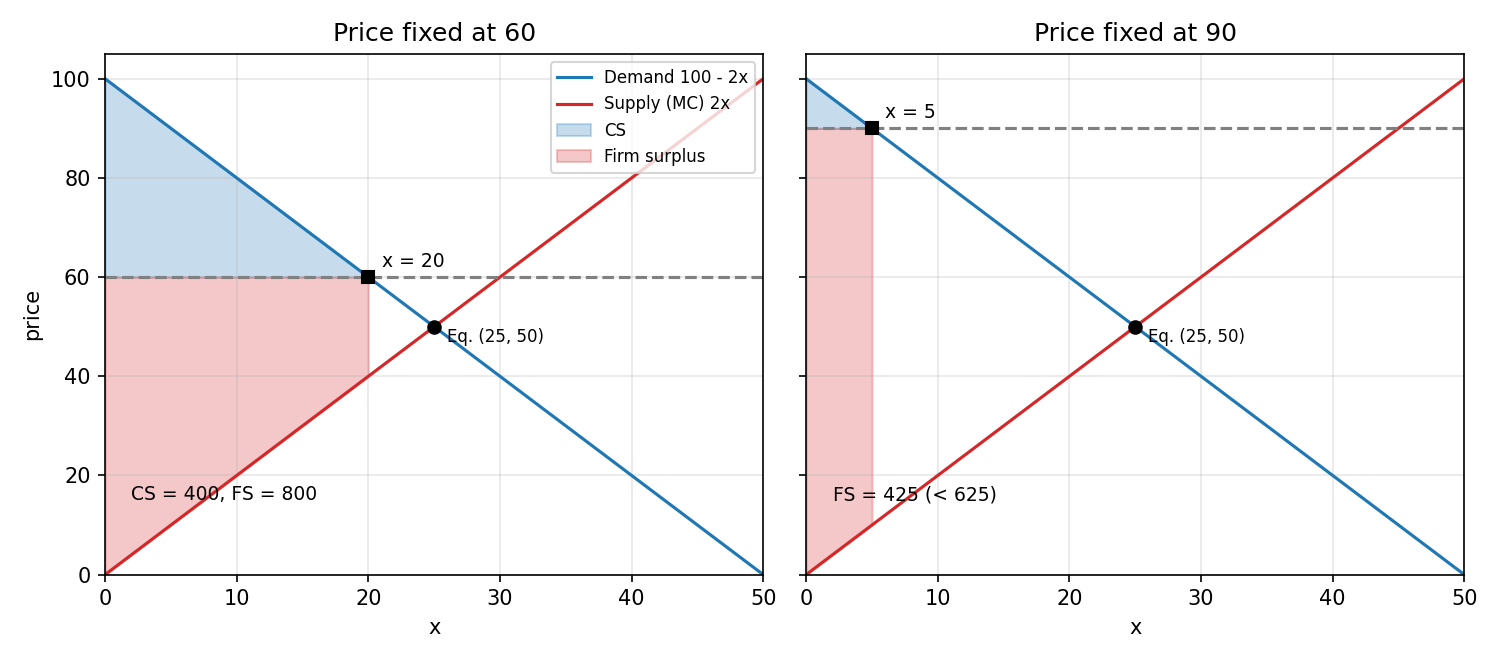 Price fixed at 60
Price fixed at 90
Demand 100 - 2x
Supply (MC) 2x
CS
Firm surplus
price
100
80
60
40
20
0
x = 20
Eq. (25, 50)
CS = 400, FS = 800
0 10 20 30 40 50
x
x = 5
Eq. (25, 50)
FS = 425 (< 625)
0 10 20 30 40 50
x